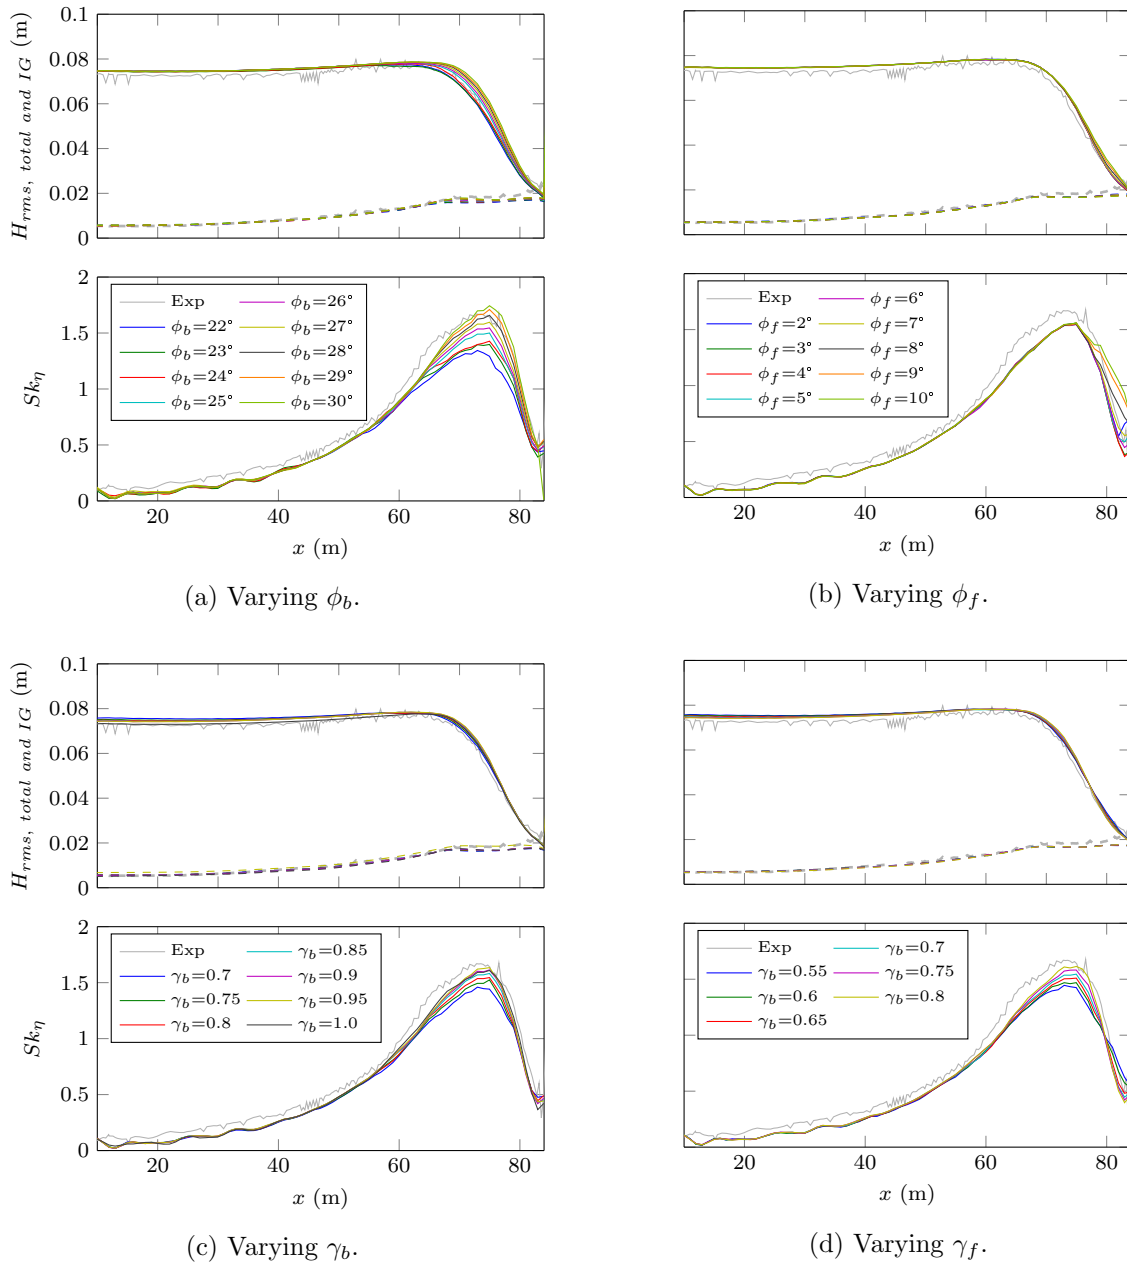 0.1
0.08
0.06
0.04
0.02
0
H_{rms, total and IG} (m)
2
1.5
1
0.5
0
Sk_η
Exp
ϕ_b=22°
ϕ_b=23°
ϕ_b=24°
ϕ_b=25°
ϕ_b=26°
ϕ_b=27°
ϕ_b=28°
ϕ_b=29°
ϕ_b=30°
20 40 60 80
x (m)
(a) Varying ϕ_b.
Exp
ϕ_f=2°
ϕ_f=3°
ϕ_f=4°
ϕ_f=5°
ϕ_f=6°
ϕ_f=7°
ϕ_f=8°
ϕ_f=9°
ϕ_f=10°
20 40 60 80
x (m)
(b) Varying ϕ_f.
0.1
0.08
0.06
0.04
0.02
0
H_{rms, total and IG} (m)
2
1.5
1
0.5
0
Sk_η
Exp
γ_b=0.7
γ_b=0.75
γ_b=0.8
γ_b=0.85
γ_b=0.9
γ_b=0.95
γ_b=1.0
20 40 60 80
x (m)
(c) Varying γ_b.
Exp
γ_b=0.55
γ_b=0.6
γ_b=0.65
γ_b=0.7
γ_b=0.75
γ_b=0.8
20 40 60 80
x (m)
(d) Varying γ_f.